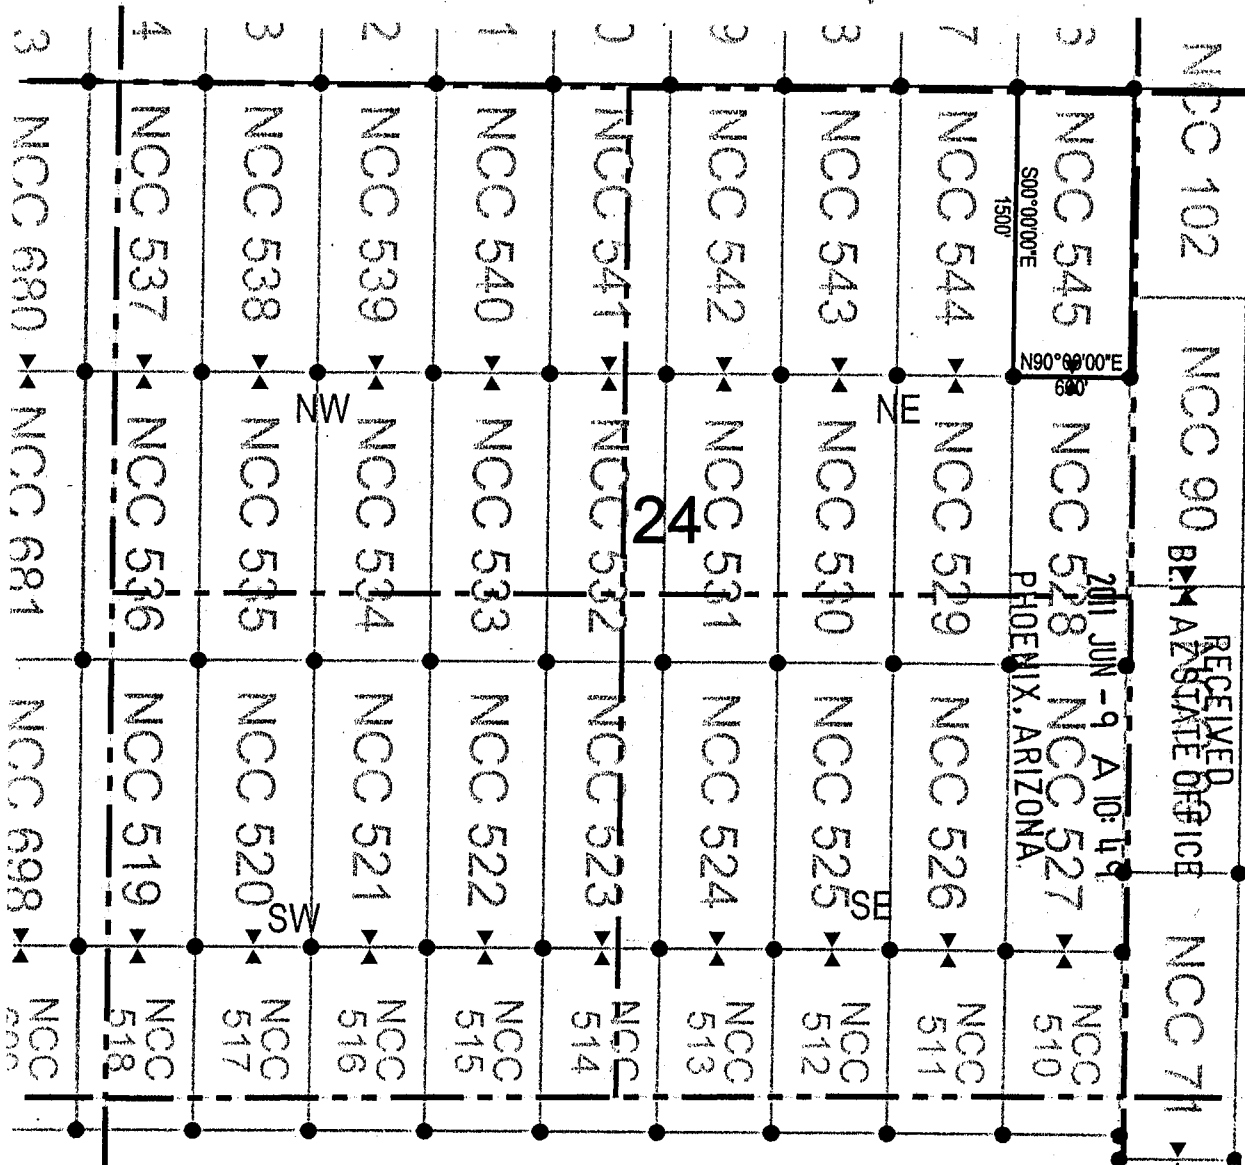 NCC 102
NCC 680
NCC 537
NCC 538
NCC 539
NCC 540
NCC 541
NCC 542
NCC 543
NCC 544
NCC 545
S00°00'00"E
1500'
N90°00'00"E
600'
NCC 90
NW
NE
24
NCC 681
NCC 536
NCC 535
NCC 534
NCC 533
NCC 532
NCC 531
NCC 530
NCC 529
NCC 528
RECEIVED
BLM AZ STATE OFFICE
2011 JUN -9 A 10:49
PHOENIX, ARIZONA
NCC 698
NCC 519
NCC 520
NCC 521
NCC 522
NCC 523
NCC 524
NCC 525
NCC 526
NCC 527
SW
SE
NCC 71
NCC
NCC
518
NCC
517
NCC
516
NCC
515
NCC
514
NCC
513
NCC
512
NCC
511
NCC
510